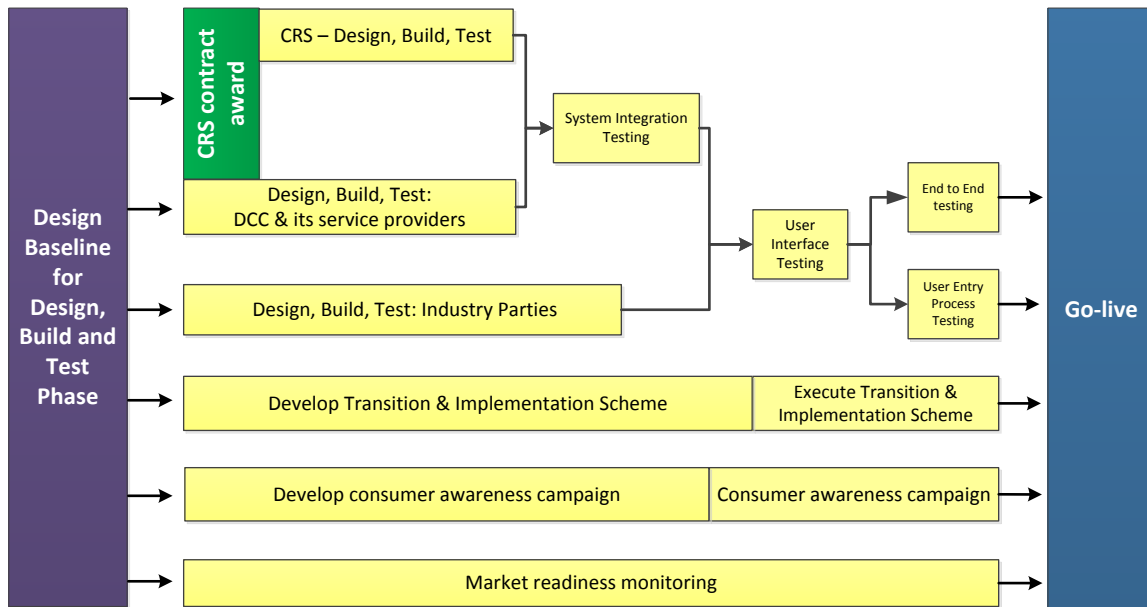 Design
Baseline
for
Design,
Build and
Test
Phase
CRS contract
award
CRS – Design, Build, Test
Design, Build, Test:
DCC & its service providers
System Integration
Testing
Design, Build, Test: Industry Parties
User
Interface
Testing
End to End
testing
User Entry
Process
Testing
Develop Transition & Implementation Scheme
Execute Transition &
Implementation Scheme
Develop consumer awareness campaign
Consumer awareness campaign
Market readiness monitoring
Go-live